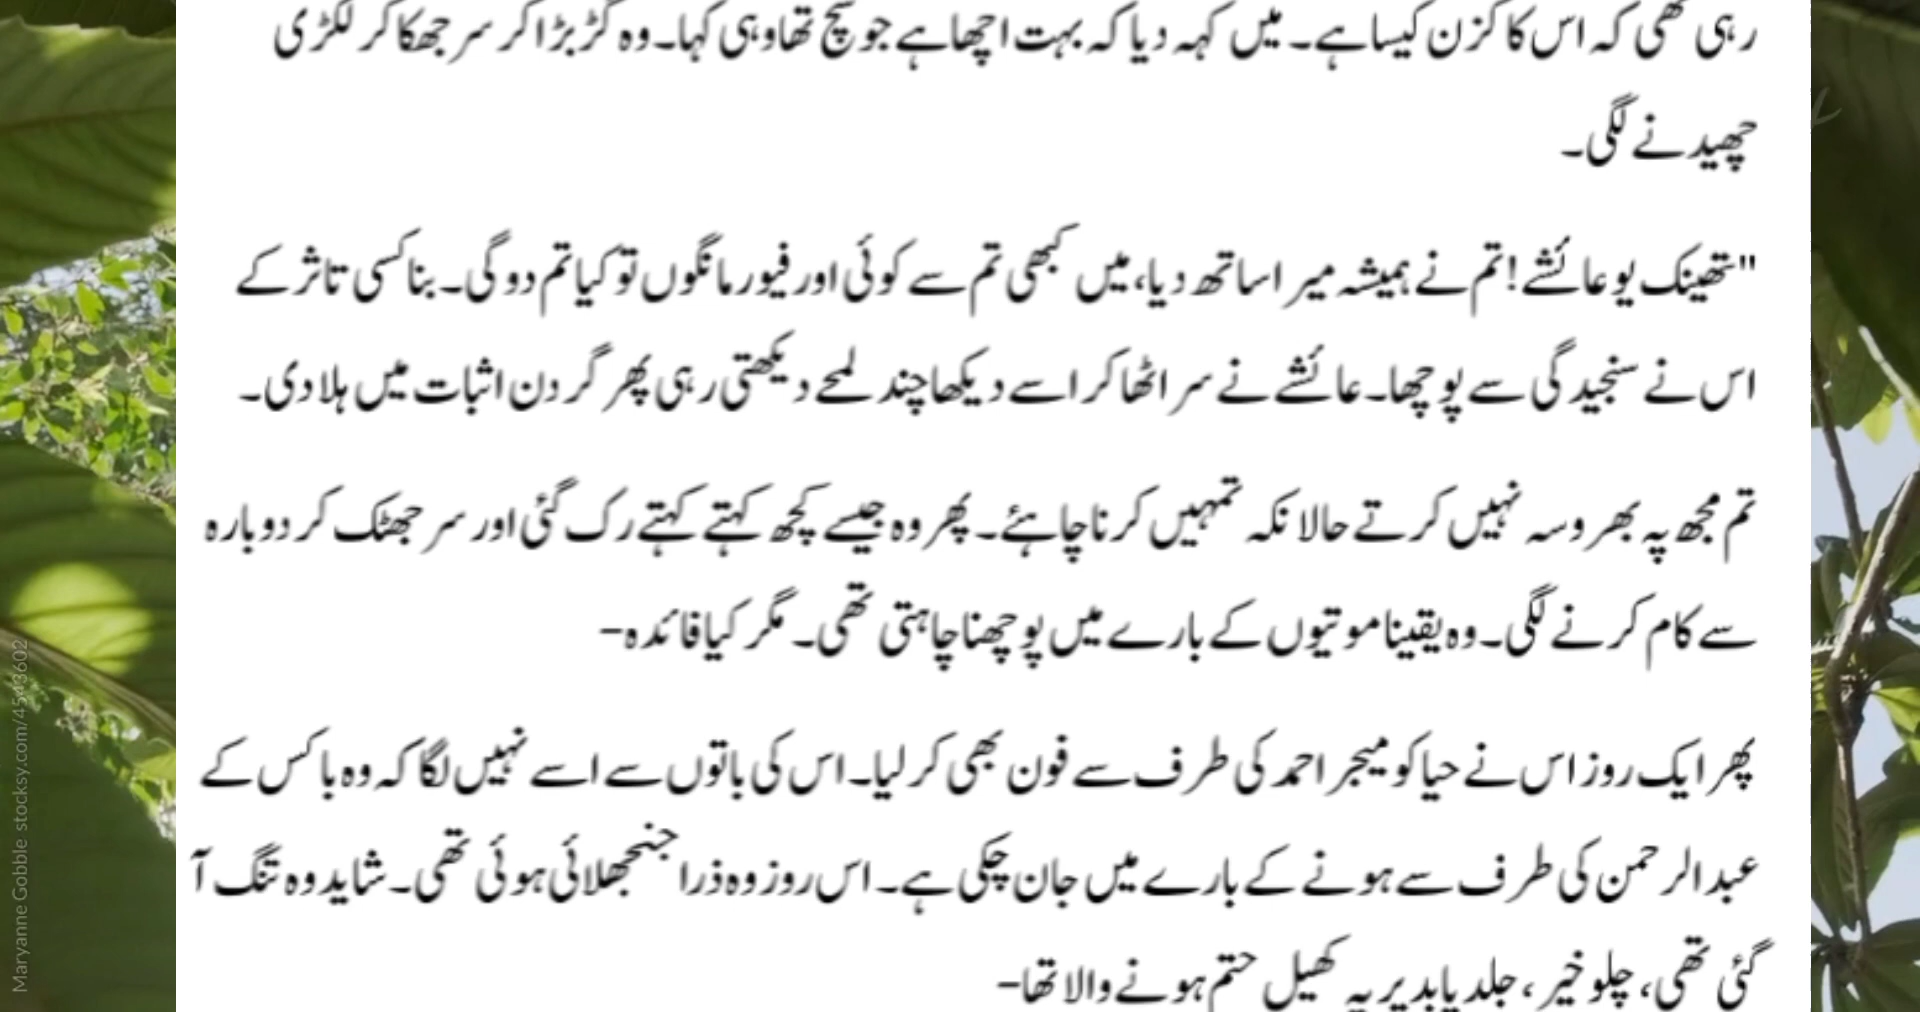 رہی تھی کہ اس کا کزن کیسا ہے۔ میں کہہ دیا کہ بہت اچھا ہے جو سچ تھا وہی کہا۔ وہ گڑبڑا کر سر جھکا کر لکڑی
چھیدنے لگی۔
"تھینک یو عائشے! تم نے ہمیشہ میرا ساتھ دیا، میں کبھی تم سے کوئی اور فیور مانگوں تو کیا تم دو گی۔ بنا کسی تاثر کے
اس نے سنجیدگی سے پوچھا۔ عائشے نے سر اٹھا کر اسے دیکھا چند لمحے دیکھتی رہی پھر گردن اثبات میں ہلا دی۔
تم مجھ پہ بھروسہ نہیں کرتے حالانکہ تمہیں کرنا چاہئے۔ پھر وہ جیسے کچھ کہتے کہتے رک گئی اور سر جھٹک کر دوبارہ
سے کام کرنے لگی۔ وہ یقینا موتیوں کے بارے میں پوچھنا چاہتی تھی۔ مگر کیا فائدہ–
پھر ایک روز اس نے حیا کو میجر احمد کی طرف سے فون بھی کر لیا۔ اس کی باتوں سے اسے نہیں لگا کہ وہ باکس کے
عبدالرحمن کی طرف سے ہونے کے بارے میں جان چکی ہے۔ اس روز وہ ذرا جنجھلائی ہوئی تھی۔ شاید وہ تنگ آ
گئی تھی، چلو خیر، جلد یا بدیر یہ کھیل ختم ہونے والا تھا–
Maryanne Gobble stocksy.com/4543602